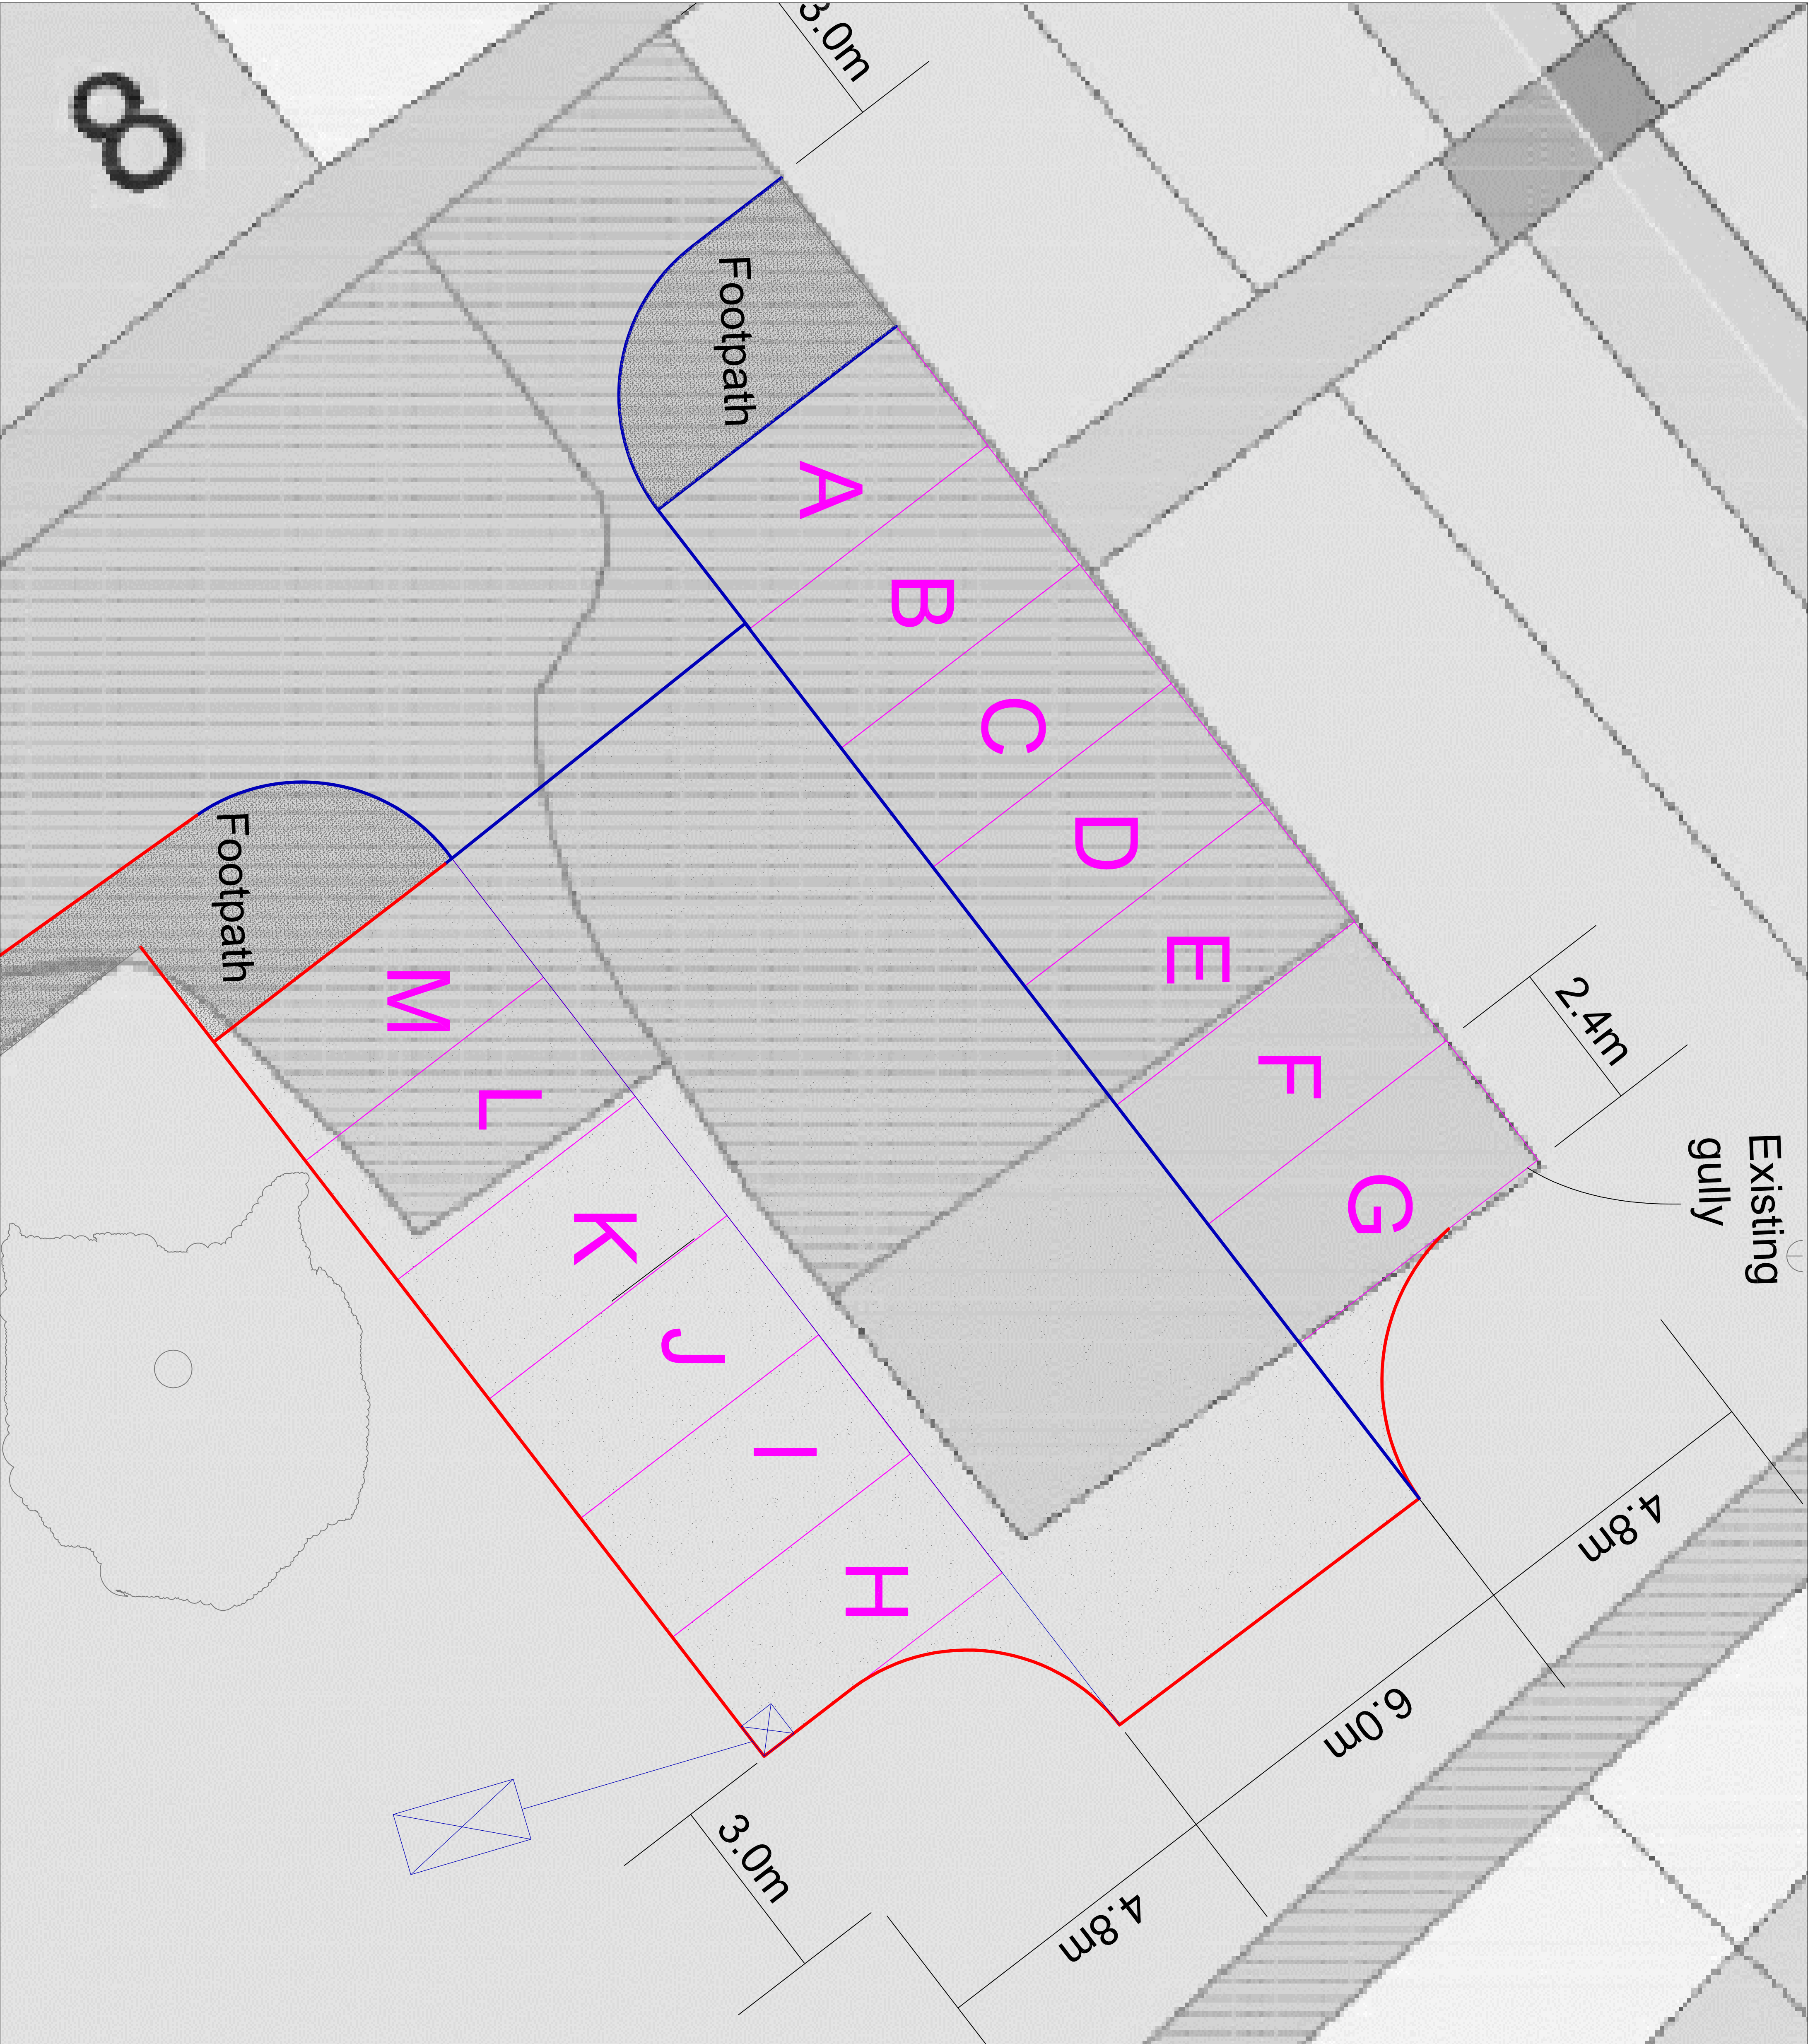 8
3.0m
Footpath
A
B
C
D
E
F
G
2.4m
Existing
gully
Footpath
M
L
K
J
I
H
4.8m
6.0m
4.8m
3.0m